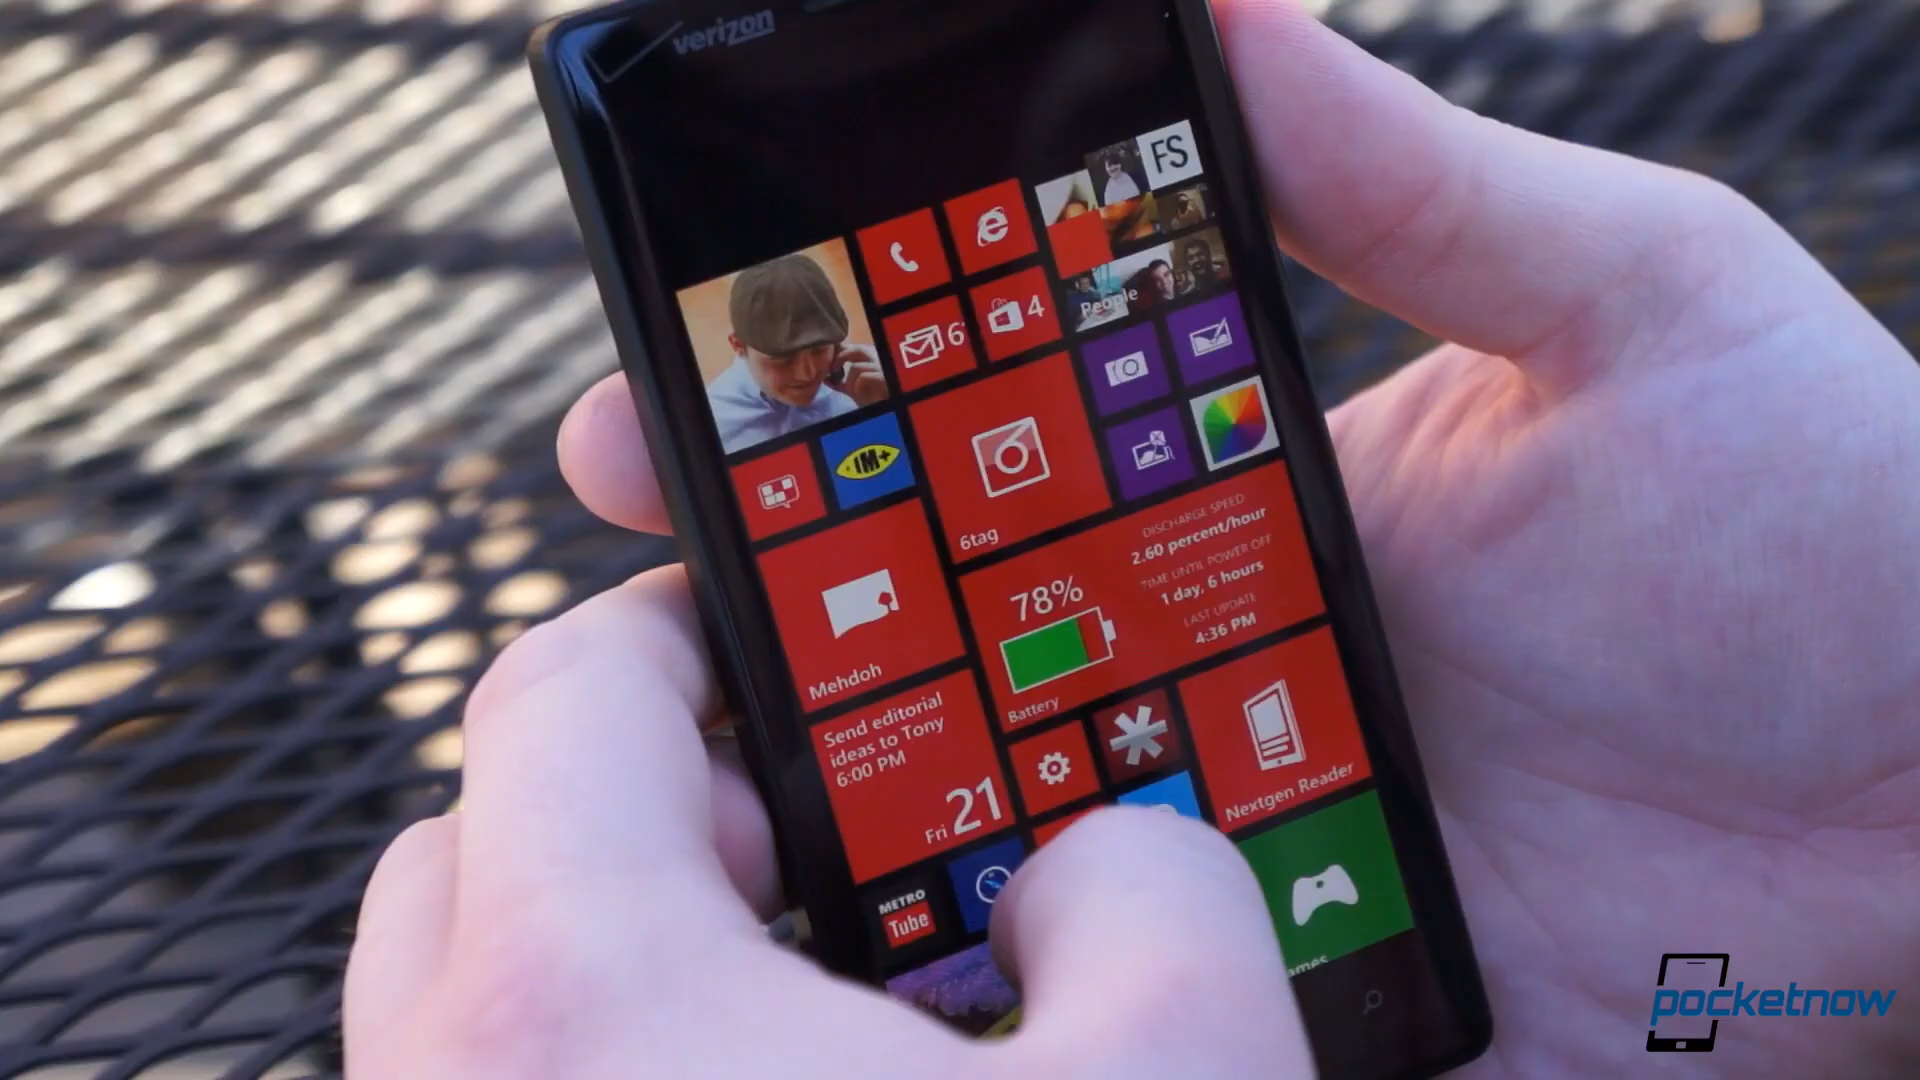 verizon
FS
People
6
4
IM+
6tag
Mehdoh
DISCHARGE SPEED
2.60 percent/hour
TIME UNTIL POWER OFF
1 day, 6 hours
LAST UPDATE
4:36 PM
78%
Battery
Send editorial
ideas to Tony
6:00 PM
Fri 21
Nextgen Reader
METRO
Tube
ames
pocketnow